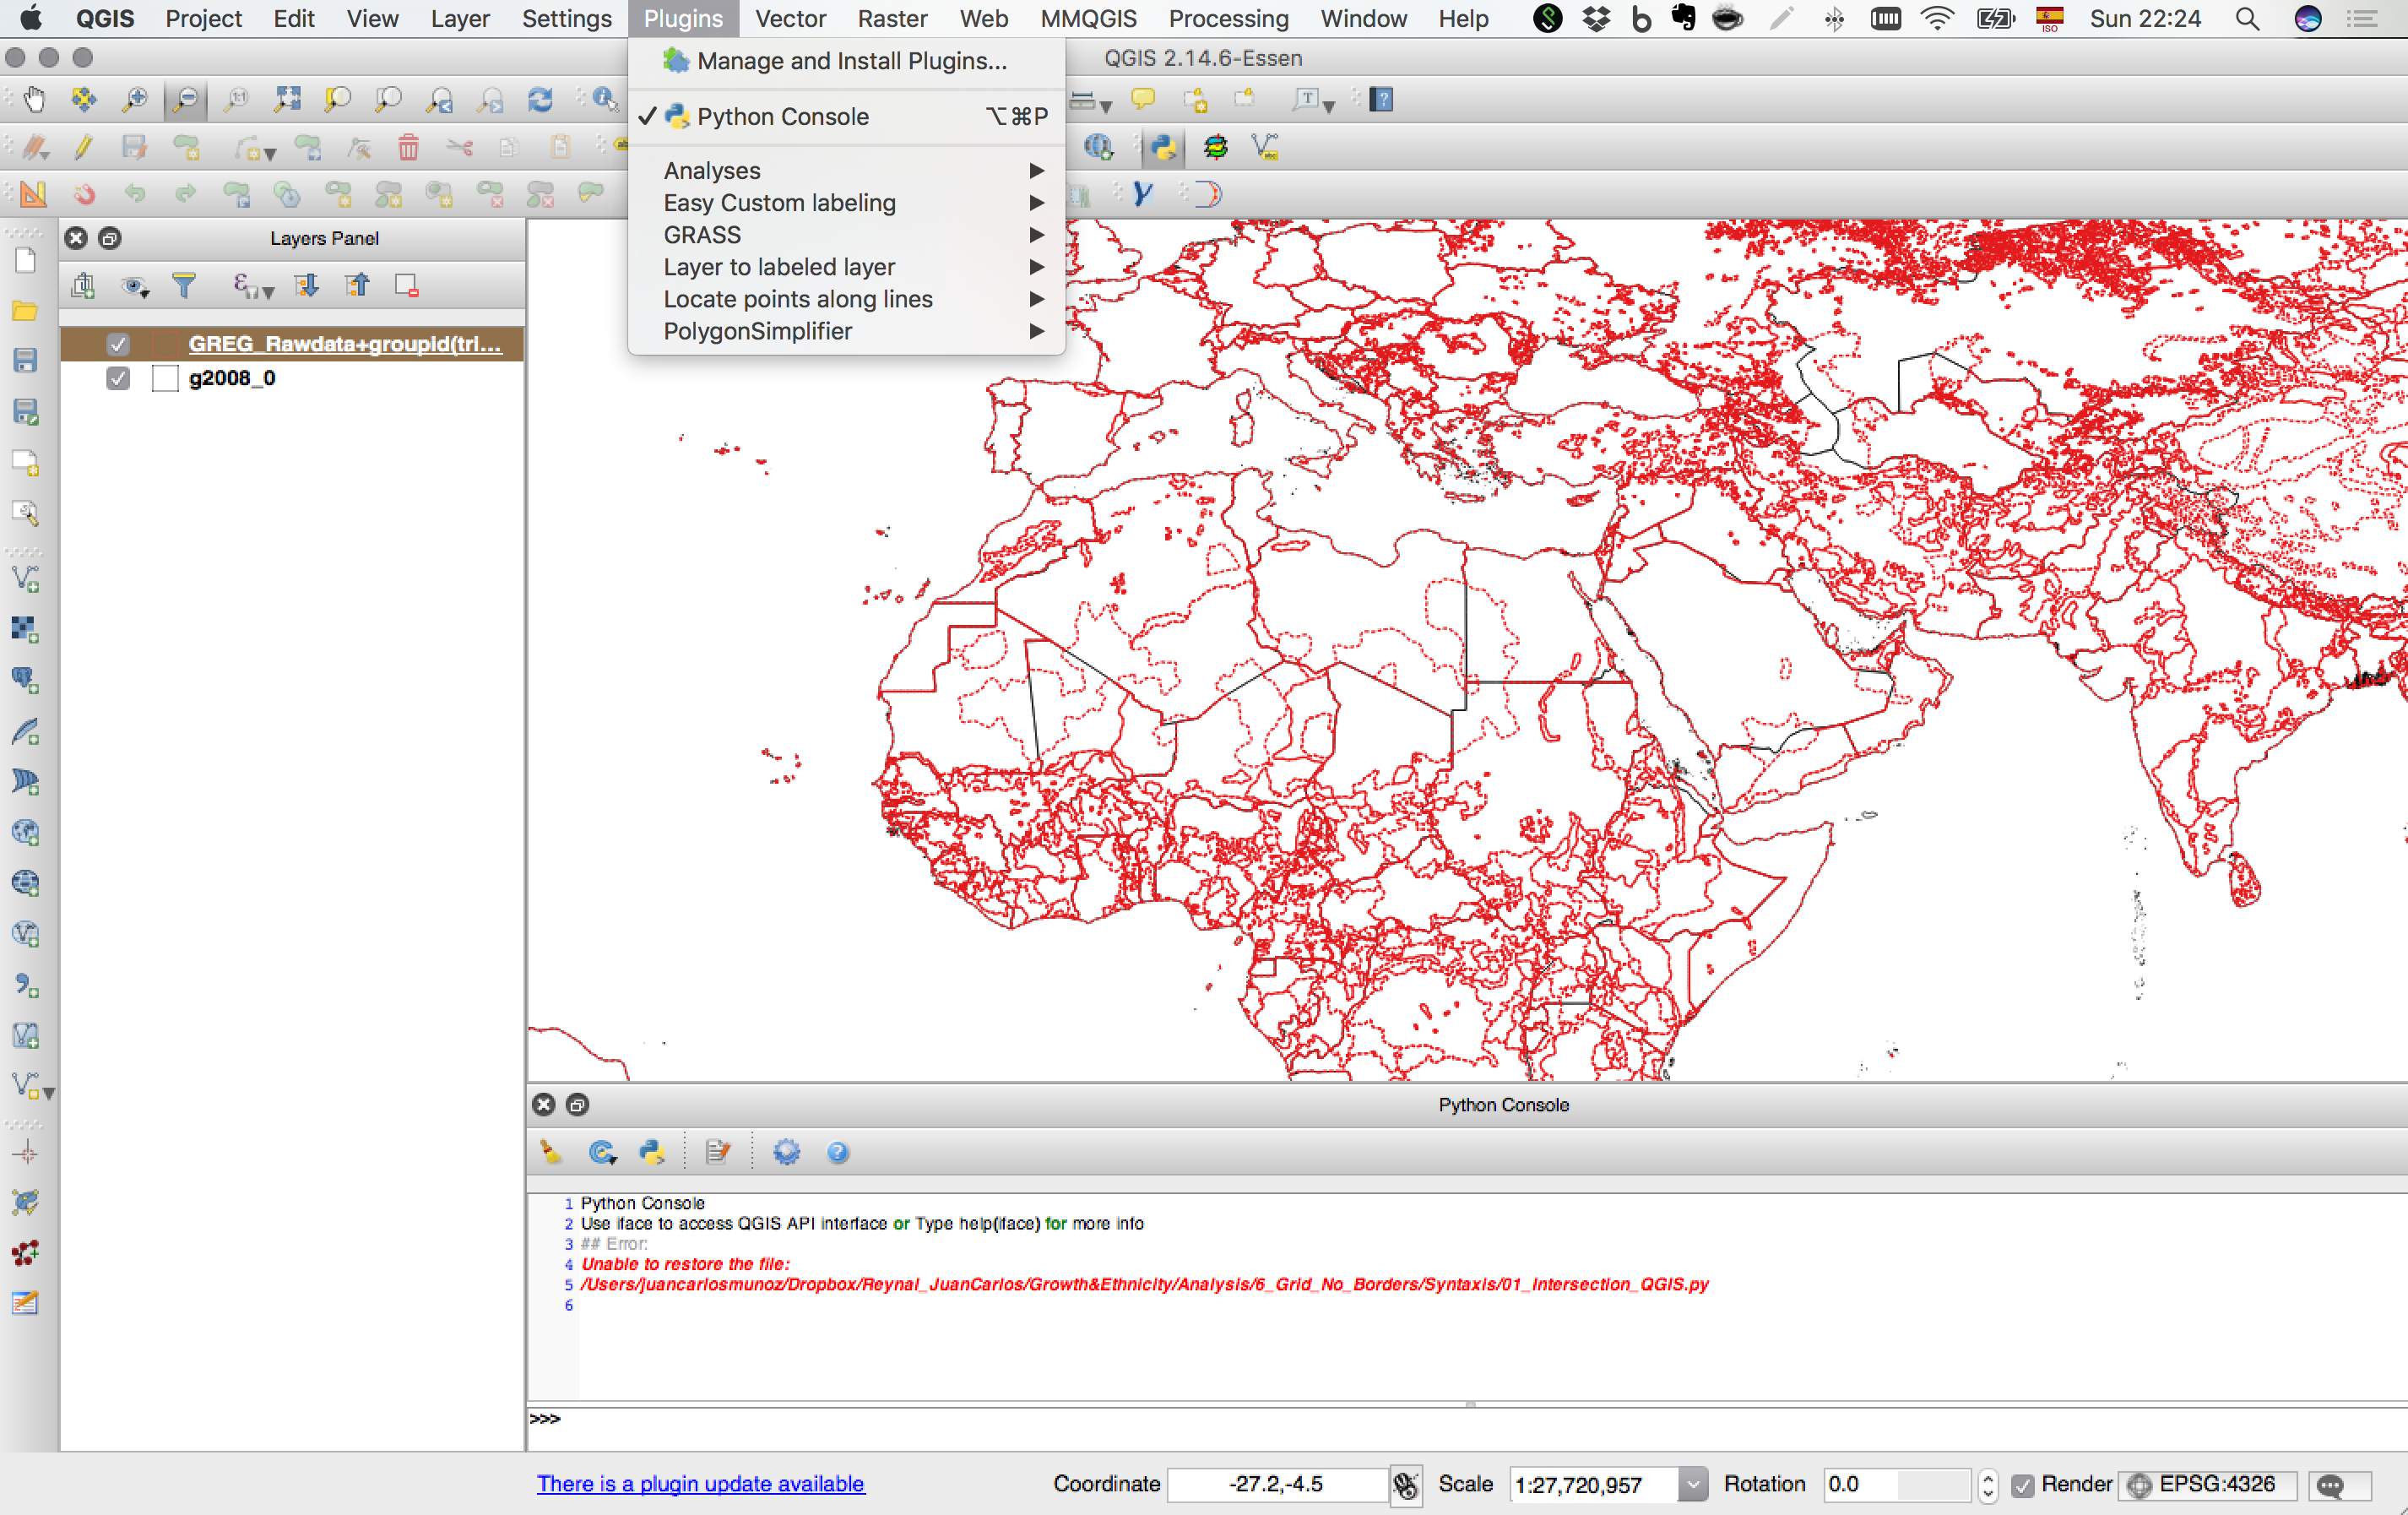 QGIS Project Edit View Layer Settings Plugins Vector Raster Web MMQGIS Processing Window Help ISO Sun 22:24
QGIS 2.14.6-Essen
Manage and Install Plugins...
Python Console ⌥⌘P
Analyses
Easy Custom labeling
GRASS
Layer to labeled layer
Locate points along lines
PolygonSimplifier
Layers Panel
GREG_Rawdata+groupId(tri...
g2008_0
Python Console
1 Python Console
2 Use iface to access QGIS API interface or Type help(iface) for more info
3 ## Error:
4 Unable to restore the file:
5 /Users/juancarlosmunoz/Dropbox/Reynal_JuanCarlos/Growth&Ethnicity/Analysis/6_Grid_No_Borders/Syntaxis/01_Intersection_QGIS.py
6
>>>
There is a plugin update available Coordinate -27.2,-4.5 Scale 1:27,720,957 Rotation 0.0 Render EPSG:4326